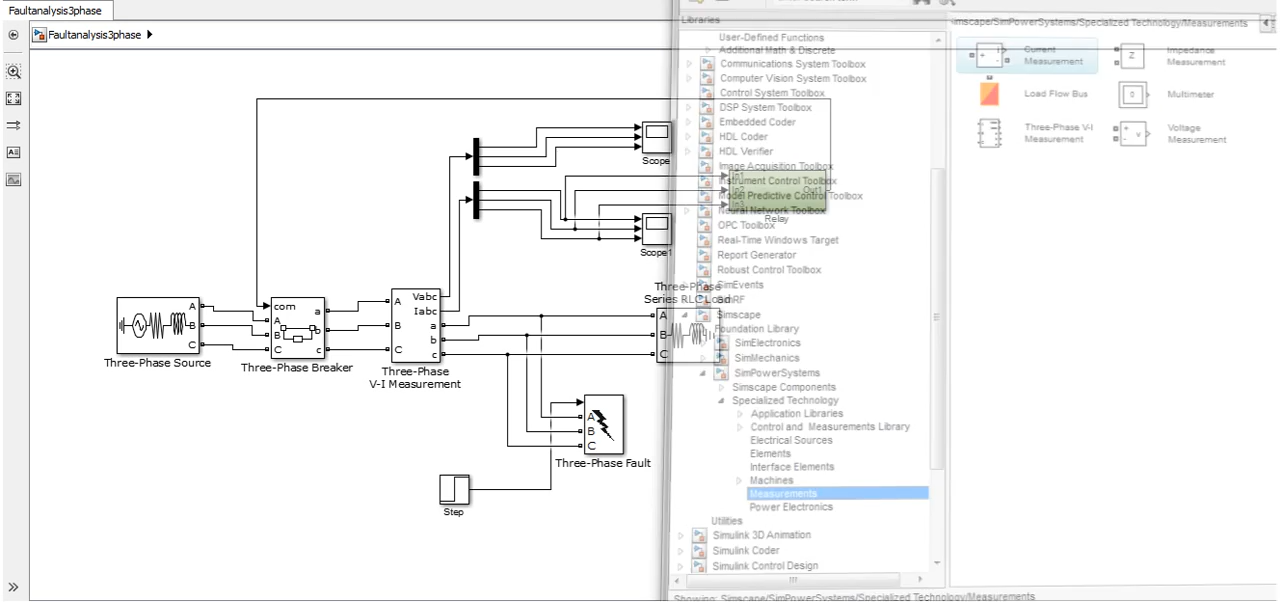 Faultanalysis3phase
Faultanalysis3phase
Scope
Scope1
In1
In2
In3
Out1
Relay
A
B
C
Three-Phase Source
com
A
B
C
a
b
c
Three-Phase Breaker
A
B
C
Vabc
Iabc
a
b
c
Three-Phase
V-I Measurement
Three-Phase
Series RLC Load
A
B
C
A
B
C
Three-Phase Fault
Step
Libraries
User-Defined Functions
Additional Math & Discrete
Communications System Toolbox
Computer Vision System Toolbox
Control System Toolbox
DSP System Toolbox
Embedded Coder
HDL Coder
HDL Verifier
Image Acquisition Toolbox
Instrument Control Toolbox
Model Predictive Control Toolbox
Neural Network Toolbox
OPC Toolbox
Real-Time Windows Target
Report Generator
Robust Control Toolbox
SimEvents
SimRF
Simscape
Foundation Library
SimElectronics
SimMechanics
SimPowerSystems
Simscape Components
Specialized Technology
Application Libraries
Control and Measurements Library
Electrical Sources
Elements
Interface Elements
Machines
Measurements
Power Electronics
Utilities
Simulink 3D Animation
Simulink Coder
Simulink Control Design
Simscape/SimPowerSystems/Specialized Technology/Measurements
Current
Measurement
Z
Impedance
Measurement
Load Flow Bus
0
Multimeter
Three-Phase V-I
Measurement
v
Voltage
Measurement
Showing: Simscape/SimPowerSystems/Specialized Technology/Measurements